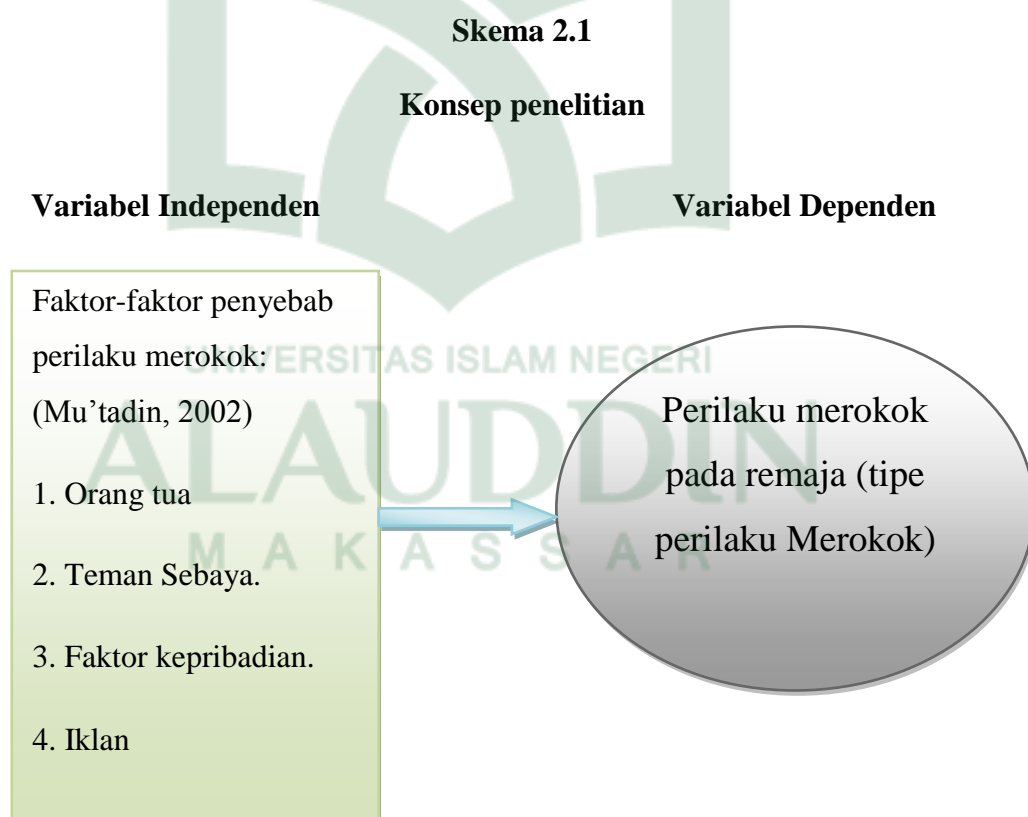 Skema 2.1
Konsep penelitian
Variabel Independen
Variabel Dependen
Faktor-faktor penyebab
perilaku merokok:
(Mu’tadin, 2002)
1. Orang tua
2. Teman Sebaya.
3. Faktor kepribadian.
4. Iklan
Perilaku merokok
pada remaja (tipe
perilaku Merokok)
UNIVERSITAS ISLAM NEGERI
ALAUDDIN
MAKASSAR